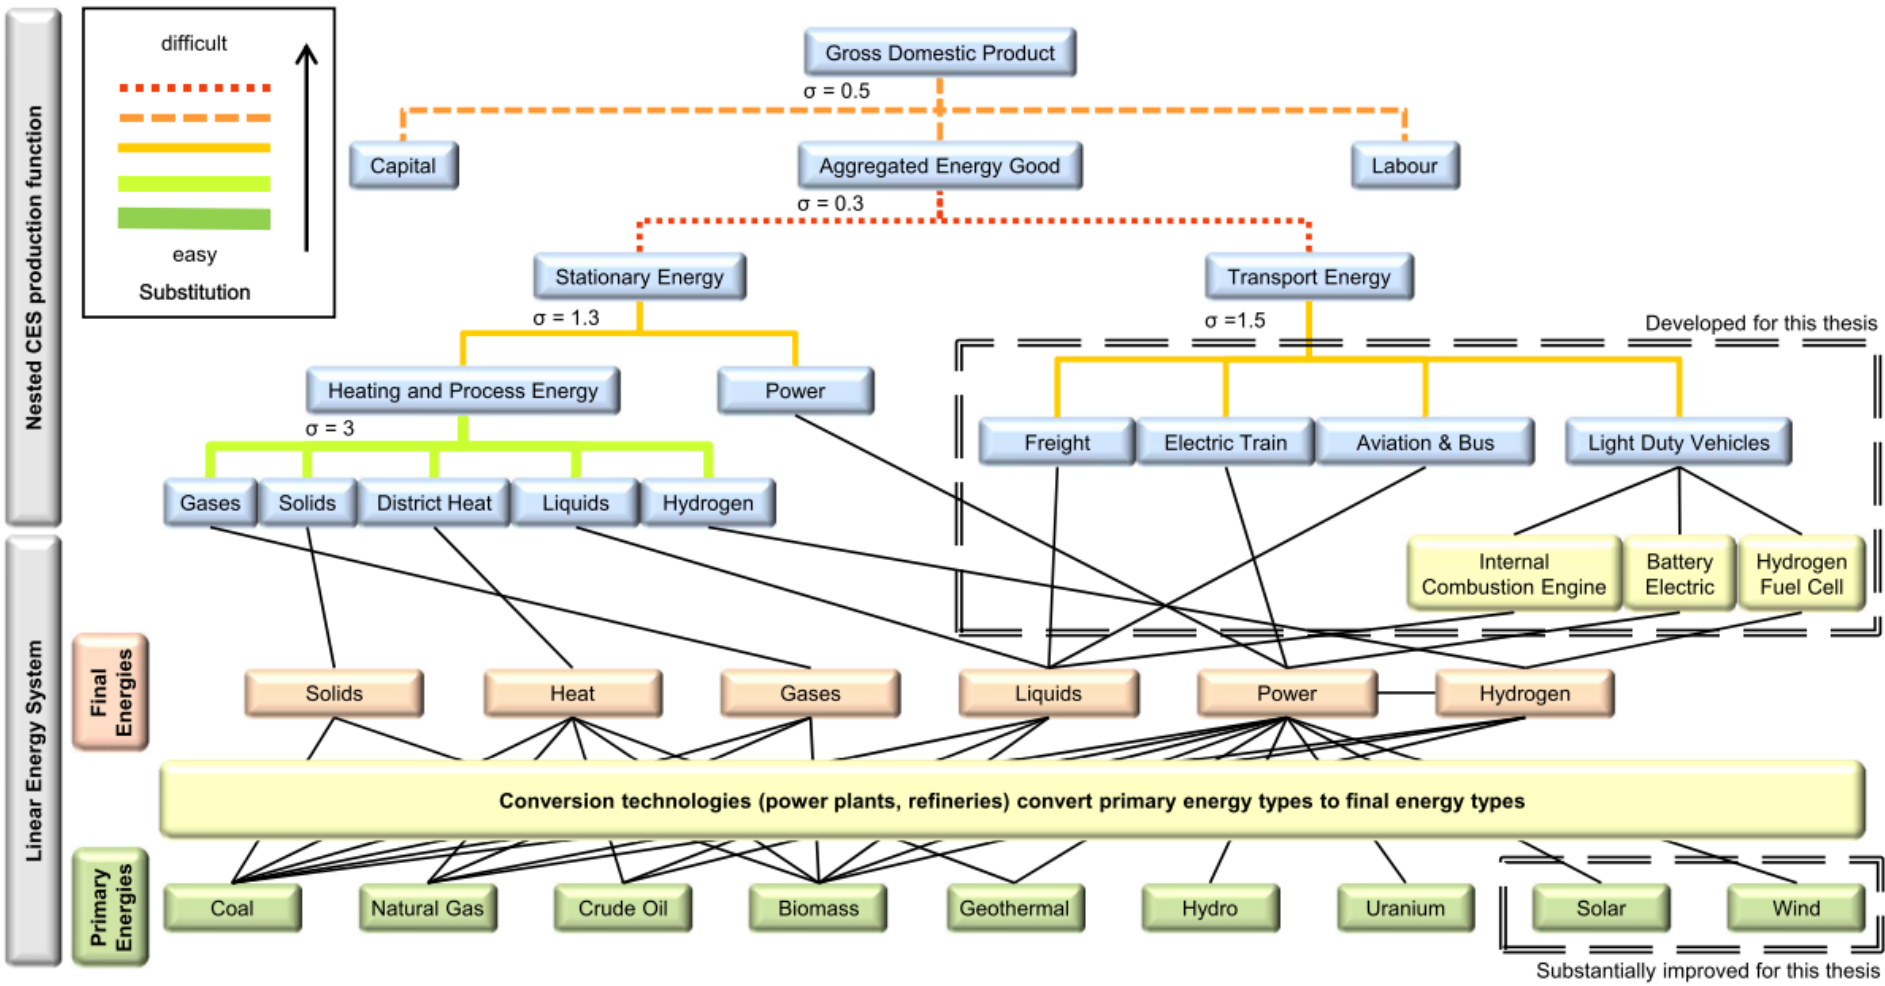 difficult
easy
Substitution
Nested CES production function
Gross Domestic Product
σ = 0.5
Capital
Aggregated Energy Good
Labour
σ = 0.3
Stationary Energy
Transport Energy
σ = 1.3
σ =1.5
Developed for this thesis
Heating and Process Energy
Power
σ = 3
Freight
Electric Train
Aviation & Bus
Light Duty Vehicles
Gases
Solids
District Heat
Liquids
Hydrogen
Internal
Combustion Engine
Battery
Electric
Hydrogen
Fuel Cell
Linear Energy System
Final
Energies
Solids
Heat
Gases
Liquids
Power
Hydrogen
Conversion technologies (power plants, refineries) convert primary energy types to final energy types
Primary
Energies
Coal
Natural Gas
Crude Oil
Biomass
Geothermal
Hydro
Uranium
Solar
Wind
Substantially improved for this thesis